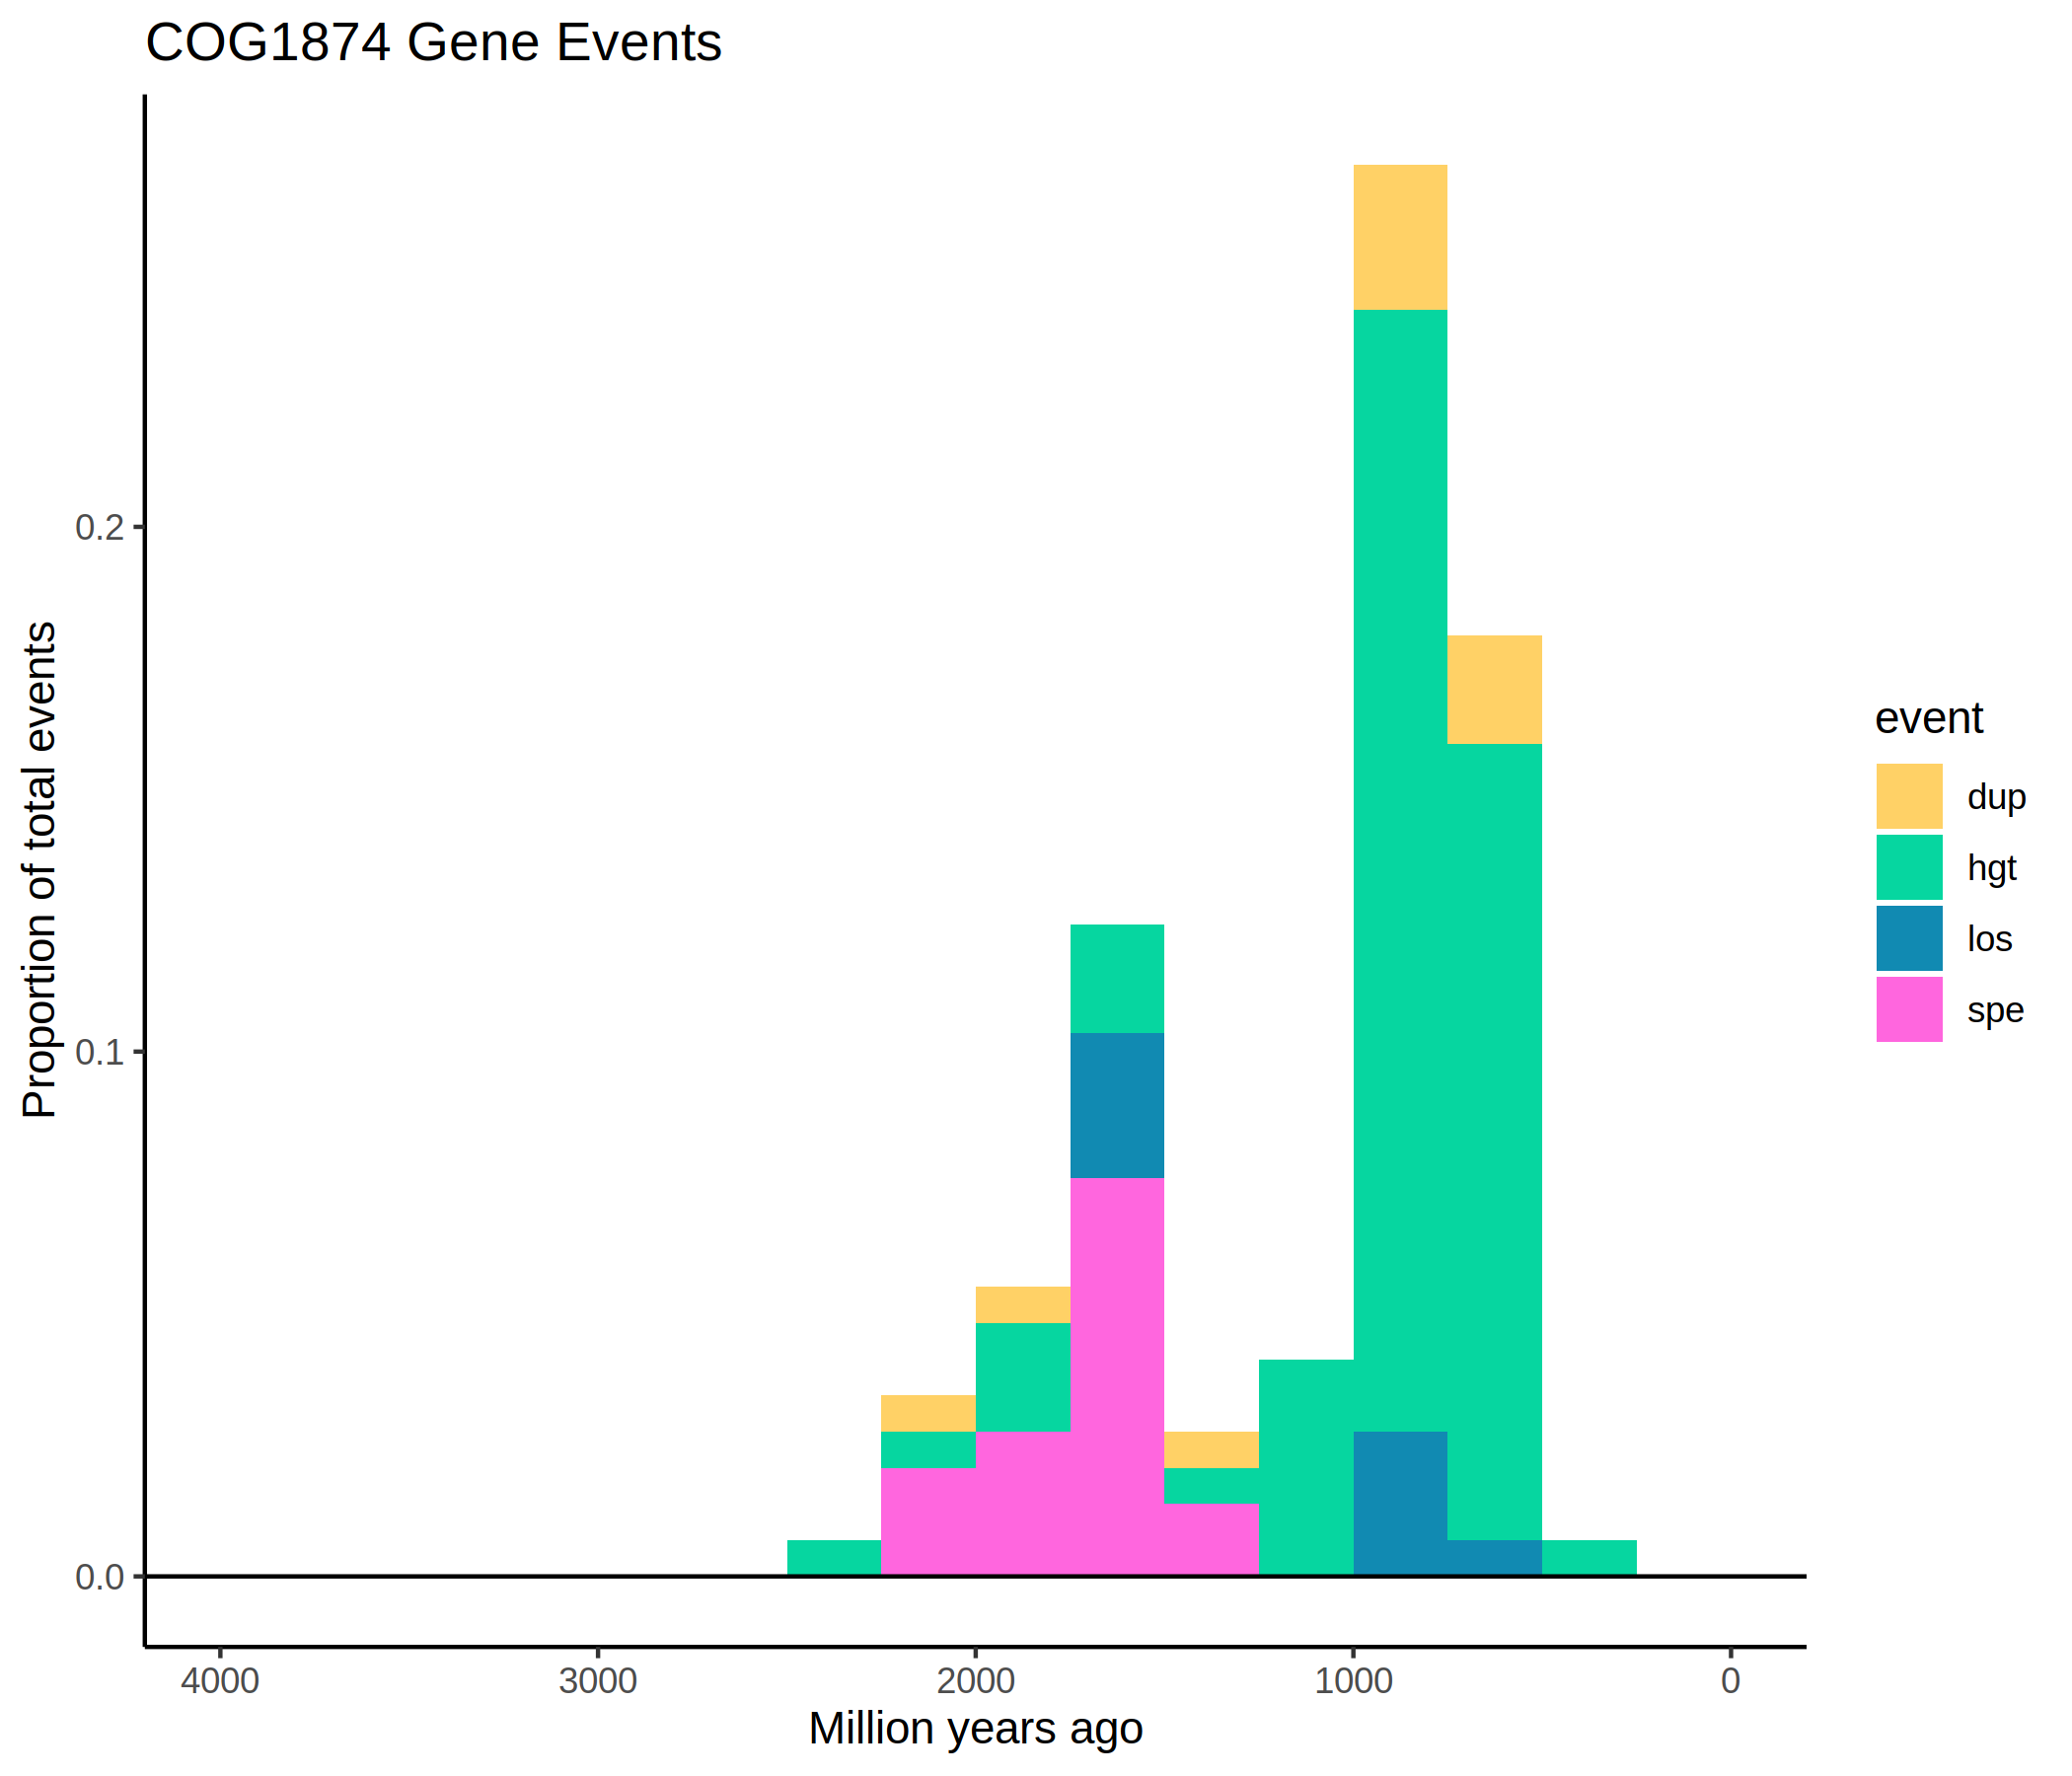 COG1874 Gene Events
Proportion of total events
0.2
0.1
0.0
4000 3000 2000 1000 0
Million years ago
event
dup
hgt
los
spe